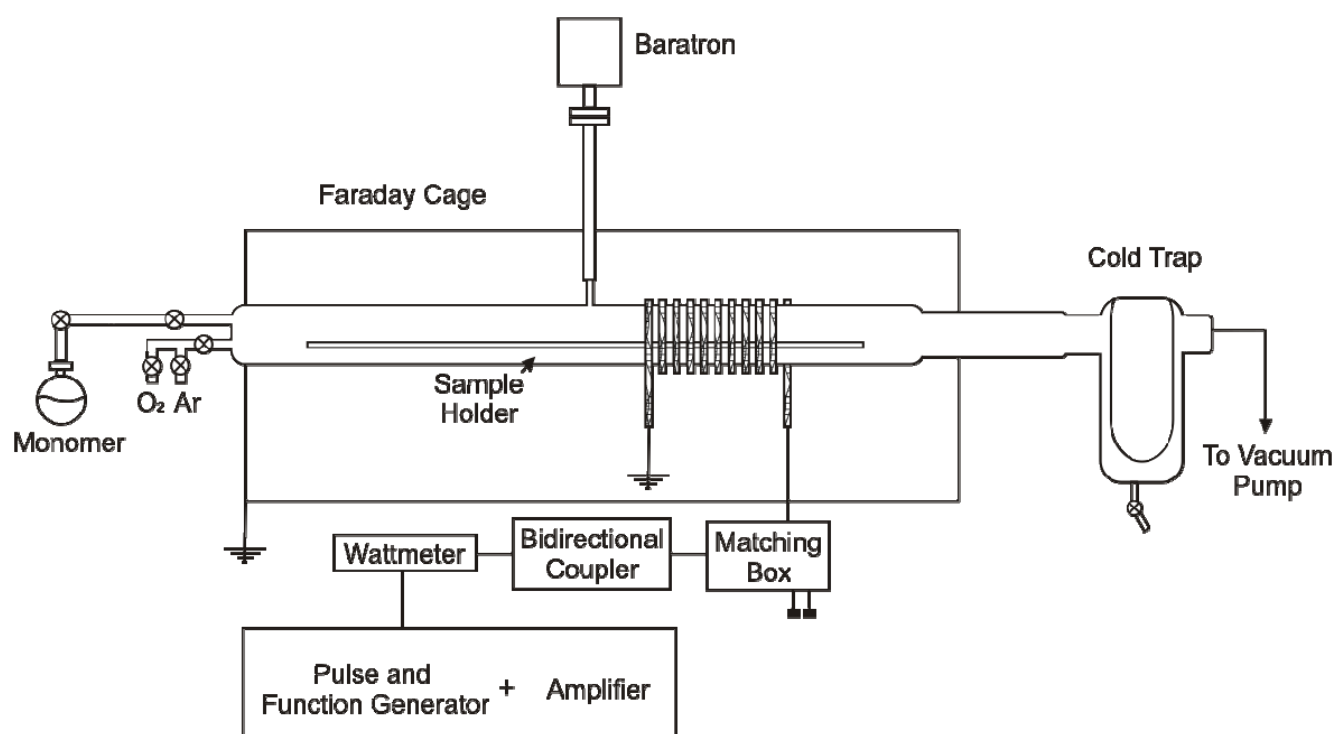 Baratron
Faraday Cage
Cold Trap
O₂ Ar
Monomer
Sample
Holder
To Vacuum
Pump
Wattmeter
Bidirectional
Coupler
Matching
Box
Pulse and
Function Generator + Amplifier